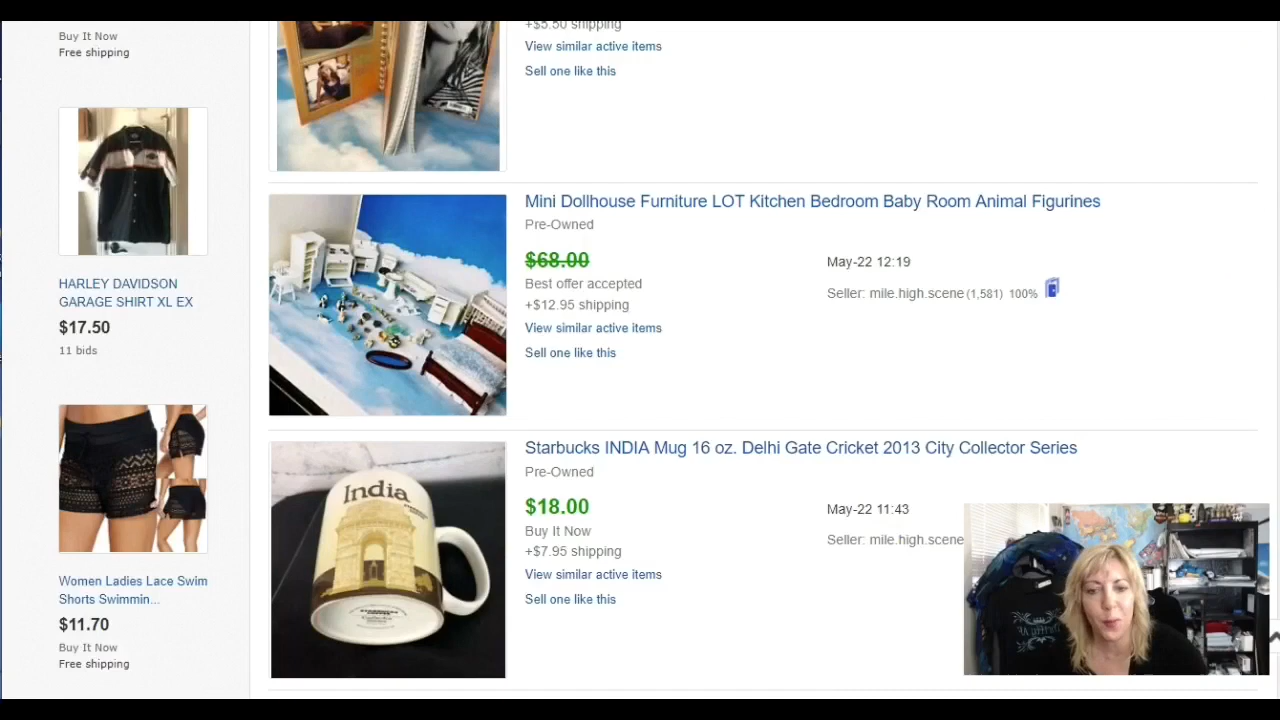 Buy It Now
Free shipping
HARLEY DAVIDSON
GARAGE SHIRT XL EX
$17.50
11 bids
Women Ladies Lace Swim
Shorts Swimmin...
$11.70
Buy It Now
Free shipping
+$5.50 shipping
View similar active items
Sell one like this
Mini Dollhouse Furniture LOT Kitchen Bedroom Baby Room Animal Figurines
Pre-Owned
$68.00
May-22 12:19
Best offer accepted
Seller: mile.high.scene (1,581) 100%
+$12.95 shipping
View similar active items
Sell one like this
Starbucks INDIA Mug 16 oz. Delhi Gate Cricket 2013 City Collector Series
Pre-Owned
India
$18.00
May-22 11:43
Buy It Now
Seller: mile.high.scene
+$7.95 shipping
View similar active items
Sell one like this